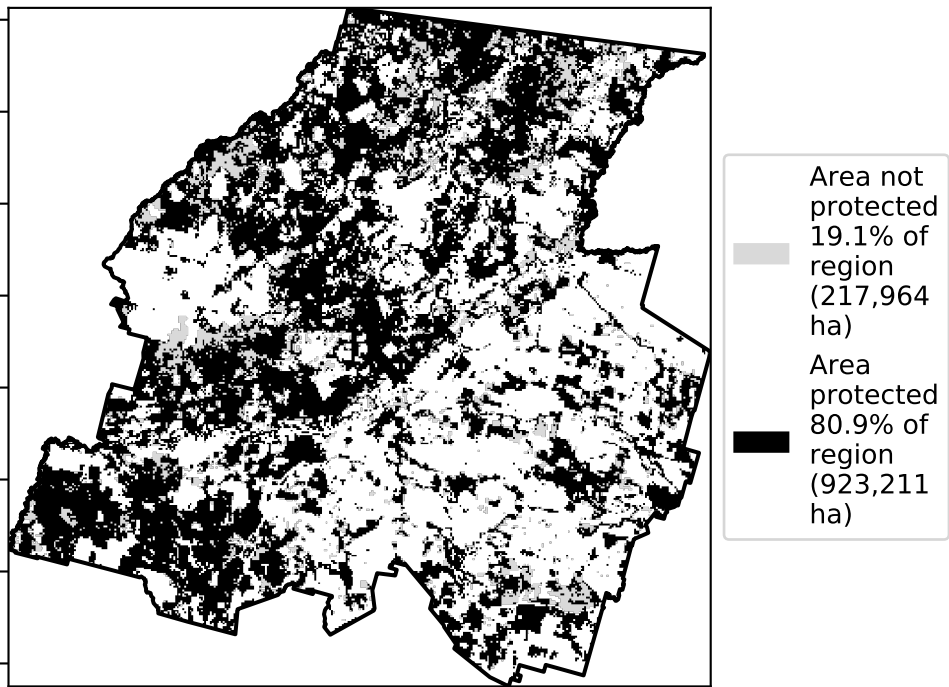 Area not
protected
19.1% of
region
(217,964
ha)
Area
protected
80.9% of
region
(923,211
ha)